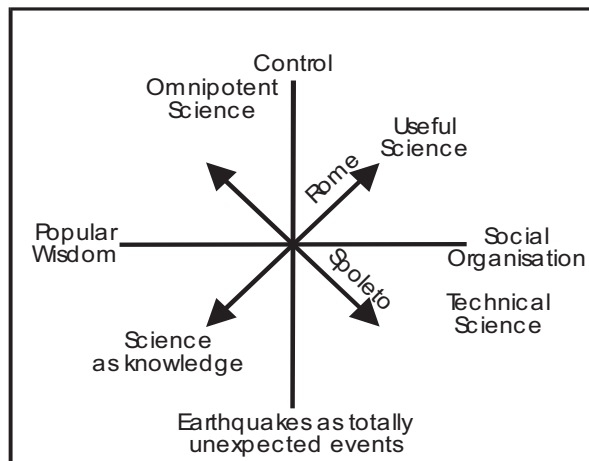 Control
Omnipotent
Science
Useful
Science
Rome
Popular
Wisdom
Social
Organisation
Spoleto
Technical
Science
Science
as knowledge
Earthquakes as totally
unexpected events